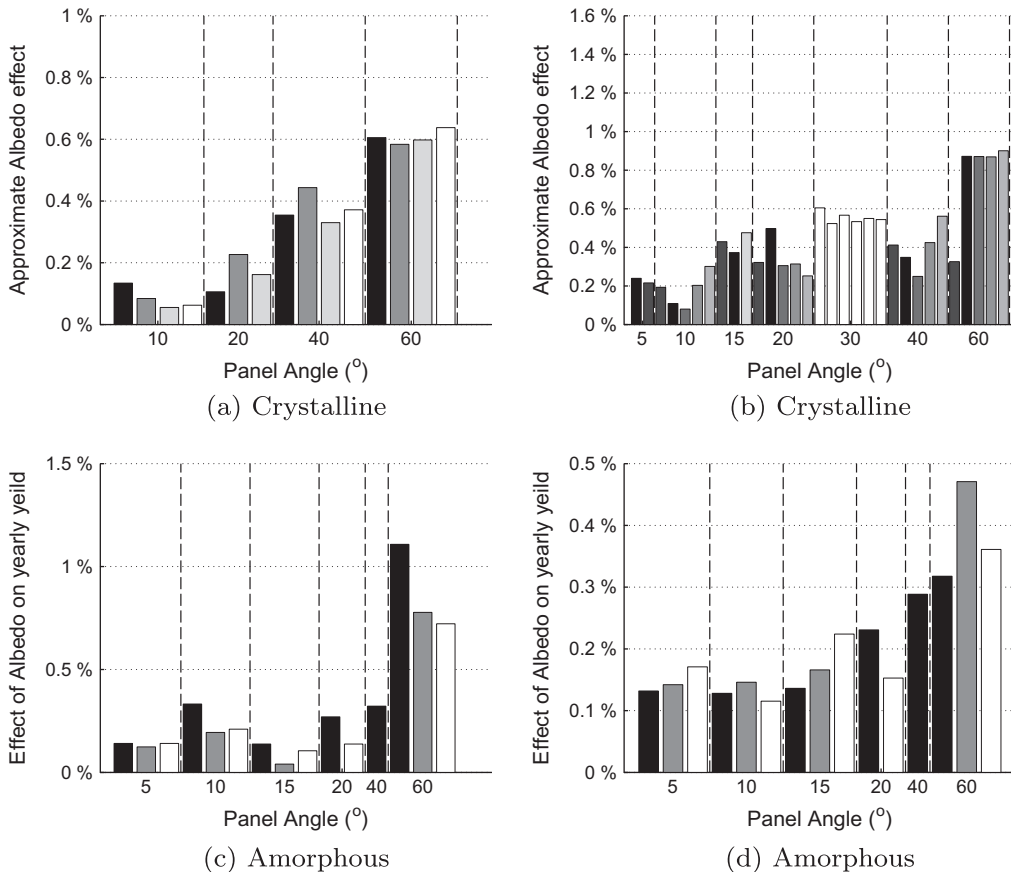 1 %
0.8 %
0.6 %
0.4 %
0.2 %
0 %
Approximate Albedo effect
10 20 40 60
Panel Angle (o)
(a) Crystalline
1.6 %
1.4 %
1.2 %
1 %
0.8 %
0.6 %
0.4 %
0.2 %
0 %
Approximate Albedo effect
5 10 15 20 30 40 60
Panel Angle (o)
(b) Crystalline
1.5 %
1 %
0.5 %
0 %
Effect of Albedo on yearly yeild
5 10 15 20 40 60
Panel Angle (o)
(c) Amorphous
0.5 %
0.4 %
0.3 %
0.2 %
0.1 %
0 %
Effect of Albedo on yearly yeild
5 10 15 20 40 60
Panel Angle (o)
(d) Amorphous